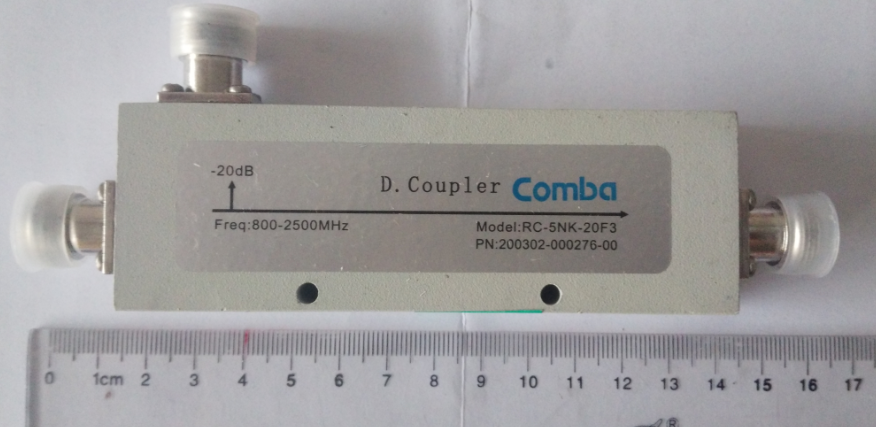 -20dB
D.Coupler Comba
Freq:800-2500MHz
Model:RC-5NK-20F3
PN:200302-000276-00
0 1cm 2 3 4 5 6 7 8 9 10 11 12 13 14 15 16 17